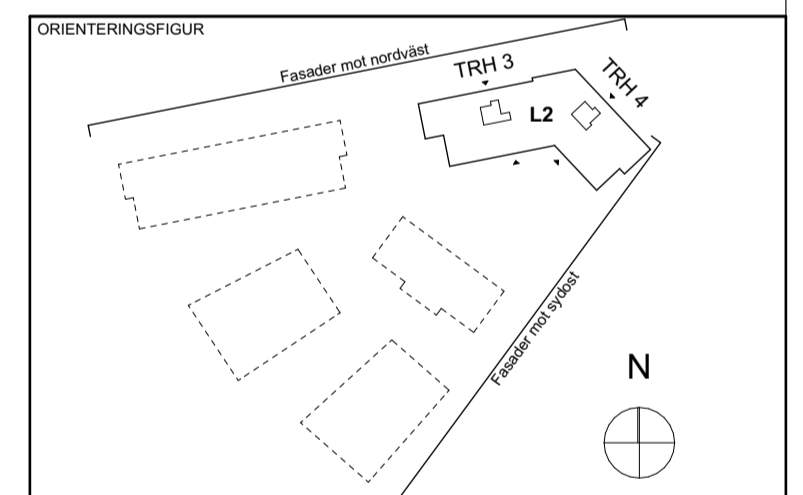 ORIENTERINGSFIGUR
Fasader mot nordväst
TRH 3
TRH 4
L2
Fasader mot sydost
N